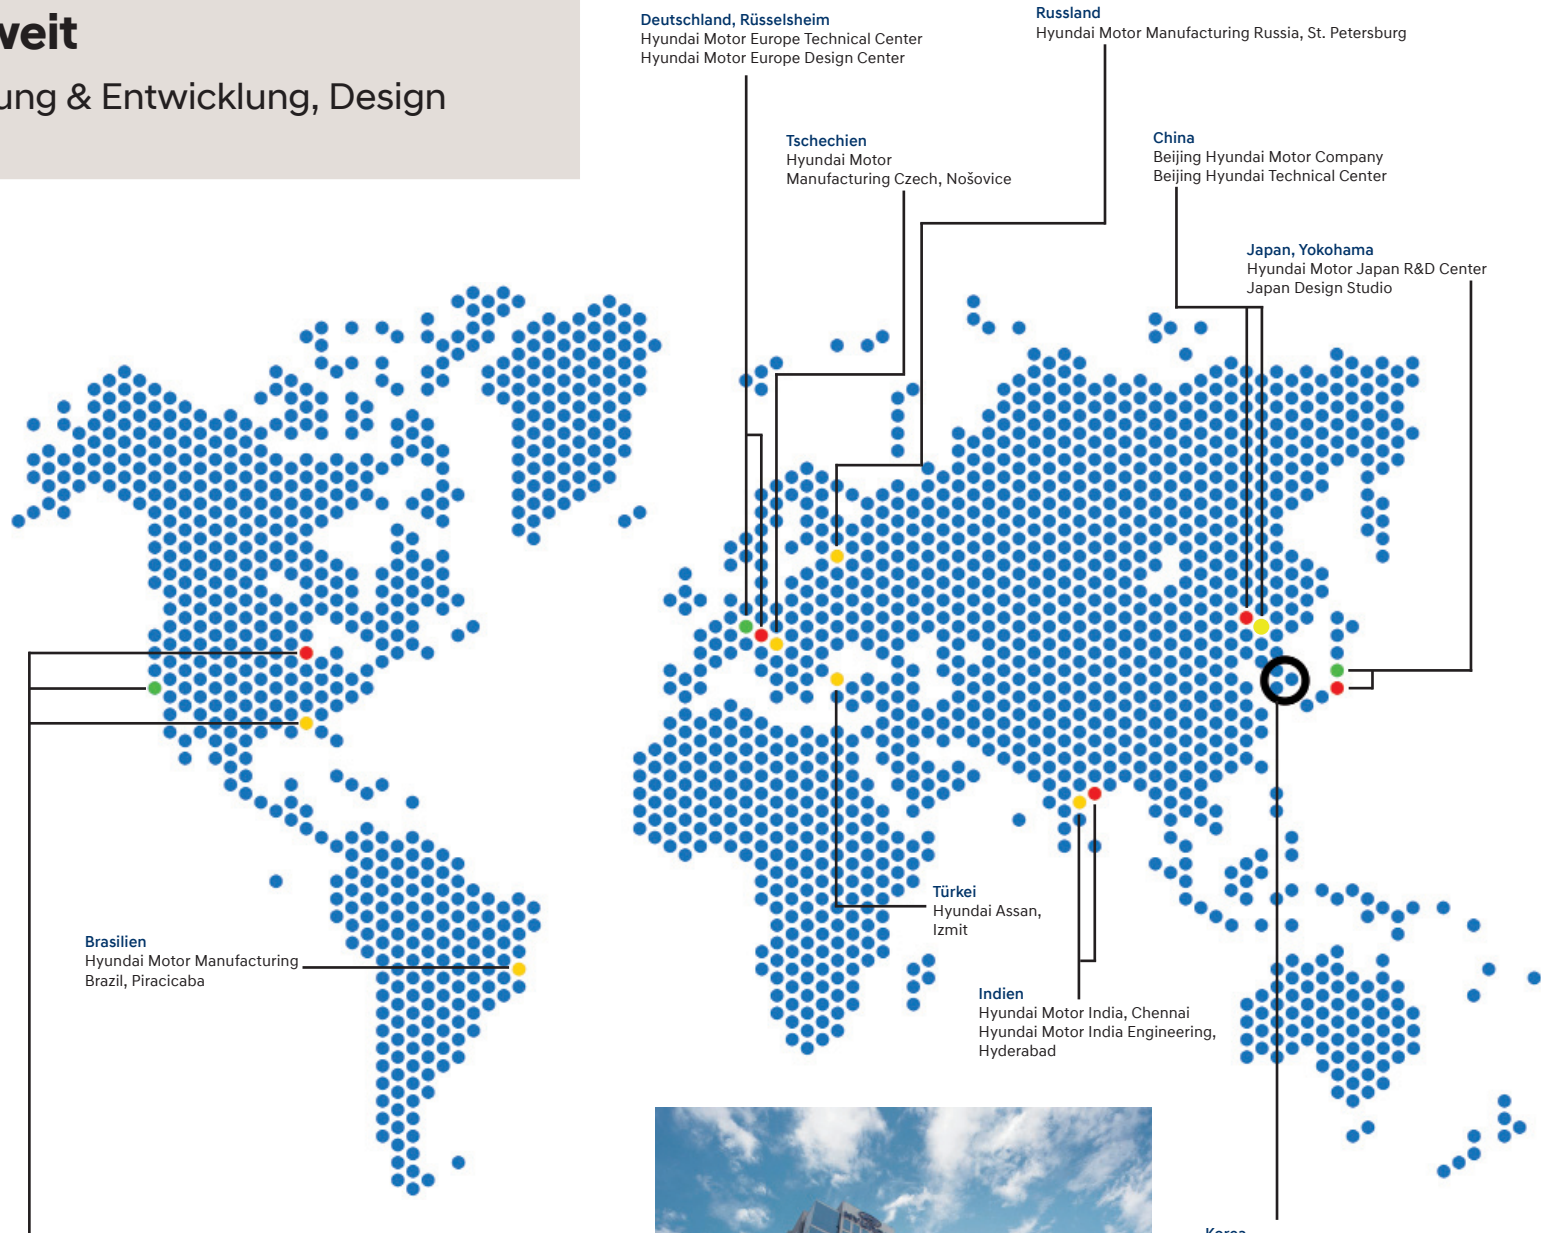 weit
ung & Entwicklung, Design
Deutschland, Rüsselsheim
Hyundai Motor Europe Technical Center
Hyundai Motor Europe Design Center
Russland
Hyundai Motor Manufacturing Russia, St. Petersburg
Tschechien
Hyundai Motor
Manufacturing Czech, Nošovice
China
Beijing Hyundai Motor Company
Beijing Hyundai Technical Center
Japan, Yokohama
Hyundai Motor Japan R&D Center
Japan Design Studio
Türkei
Hyundai Assan,
Izmit
Brasilien
Hyundai Motor Manufacturing
Brazil, Piracicaba
Indien
Hyundai Motor India, Chennai
Hyundai Motor India Engineering,
Hyderabad
Korea